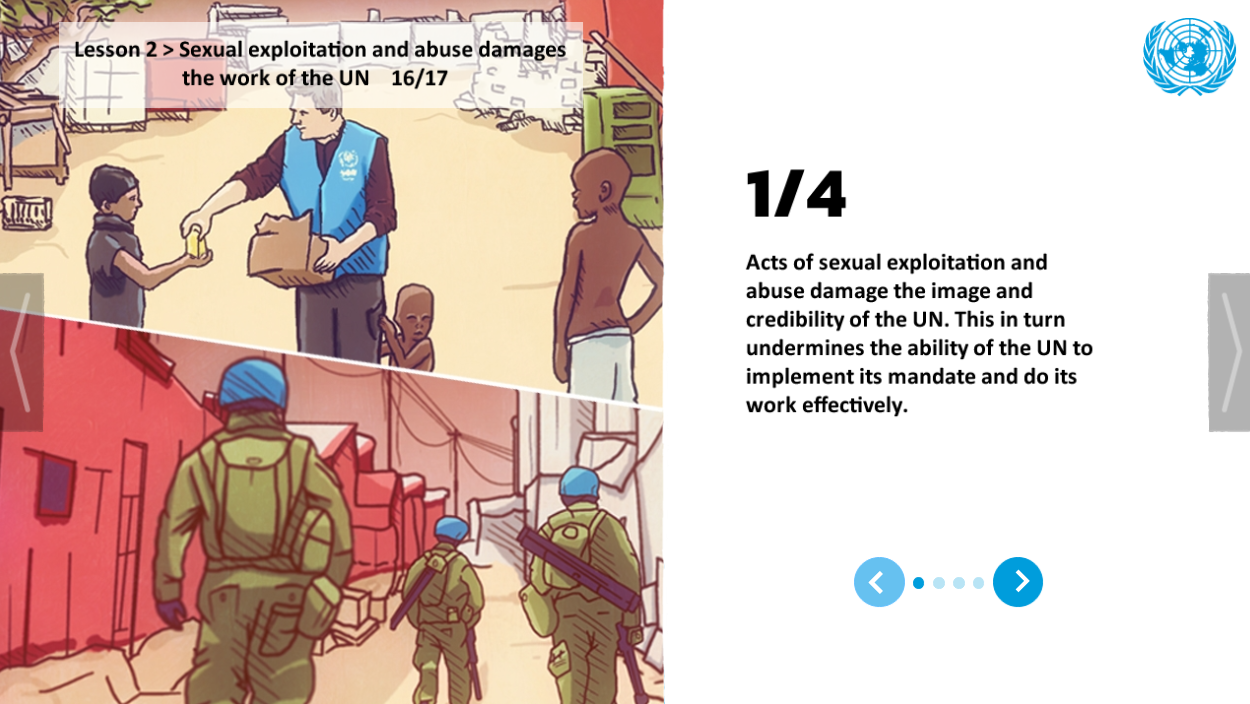 Lesson 2 > Sexual exploitation and abuse damages
the work of the UN 16/17
1/4
Acts of sexual exploitation and
abuse damage the image and
credibility of the UN. This in turn
undermines the ability of the UN to
implement its mandate and do its
work effectively.